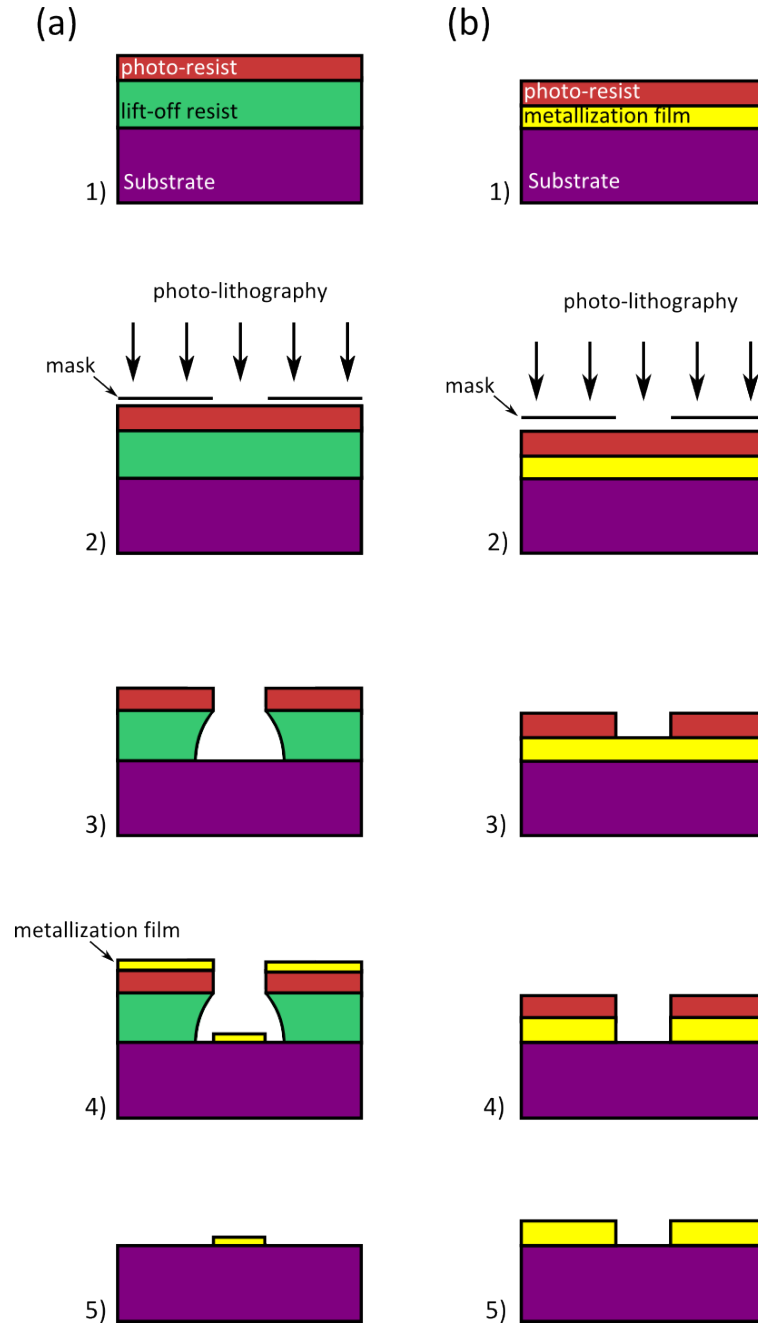 (a)
photo-resist
lift-off resist
Substrate
1)
photo-lithography
mask
2)
3)
metallization film
4)
5)
(b)
photo-resist
metallization film
Substrate
1)
photo-lithography
mask
2)
3)
4)
5)